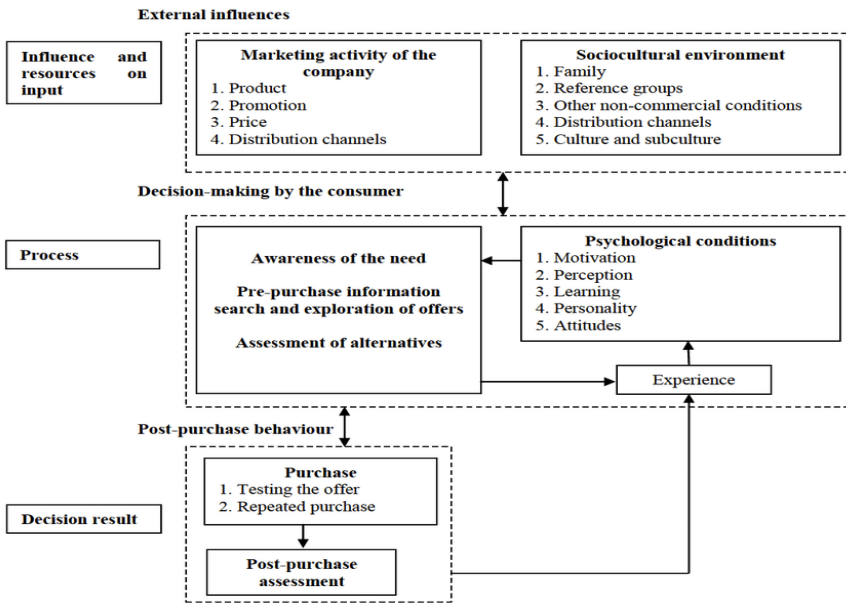 External influences
Influence and
resources on
input
Marketing activity of the
company
1. Product
2. Promotion
3. Price
4. Distribution channels
Sociocultural environment
1. Family
2. Reference groups
3. Other non-commercial conditions
4. Distribution channels
5. Culture and subculture
Decision-making by the consumer
Process
Awareness of the need
Pre-purchase information
search and exploration of offers
Assessment of alternatives
Psychological conditions
1. Motivation
2. Perception
3. Learning
4. Personality
5. Attitudes
Experience
Post-purchase behaviour
Decision result
Purchase
1. Testing the offer
2. Repeated purchase
Post-purchase
assessment